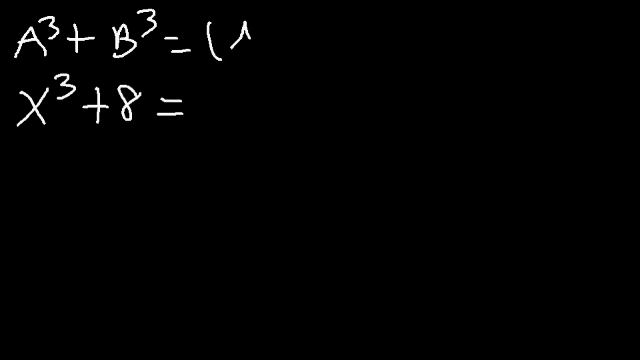 A³ + B³ = (
x³ + 8 =